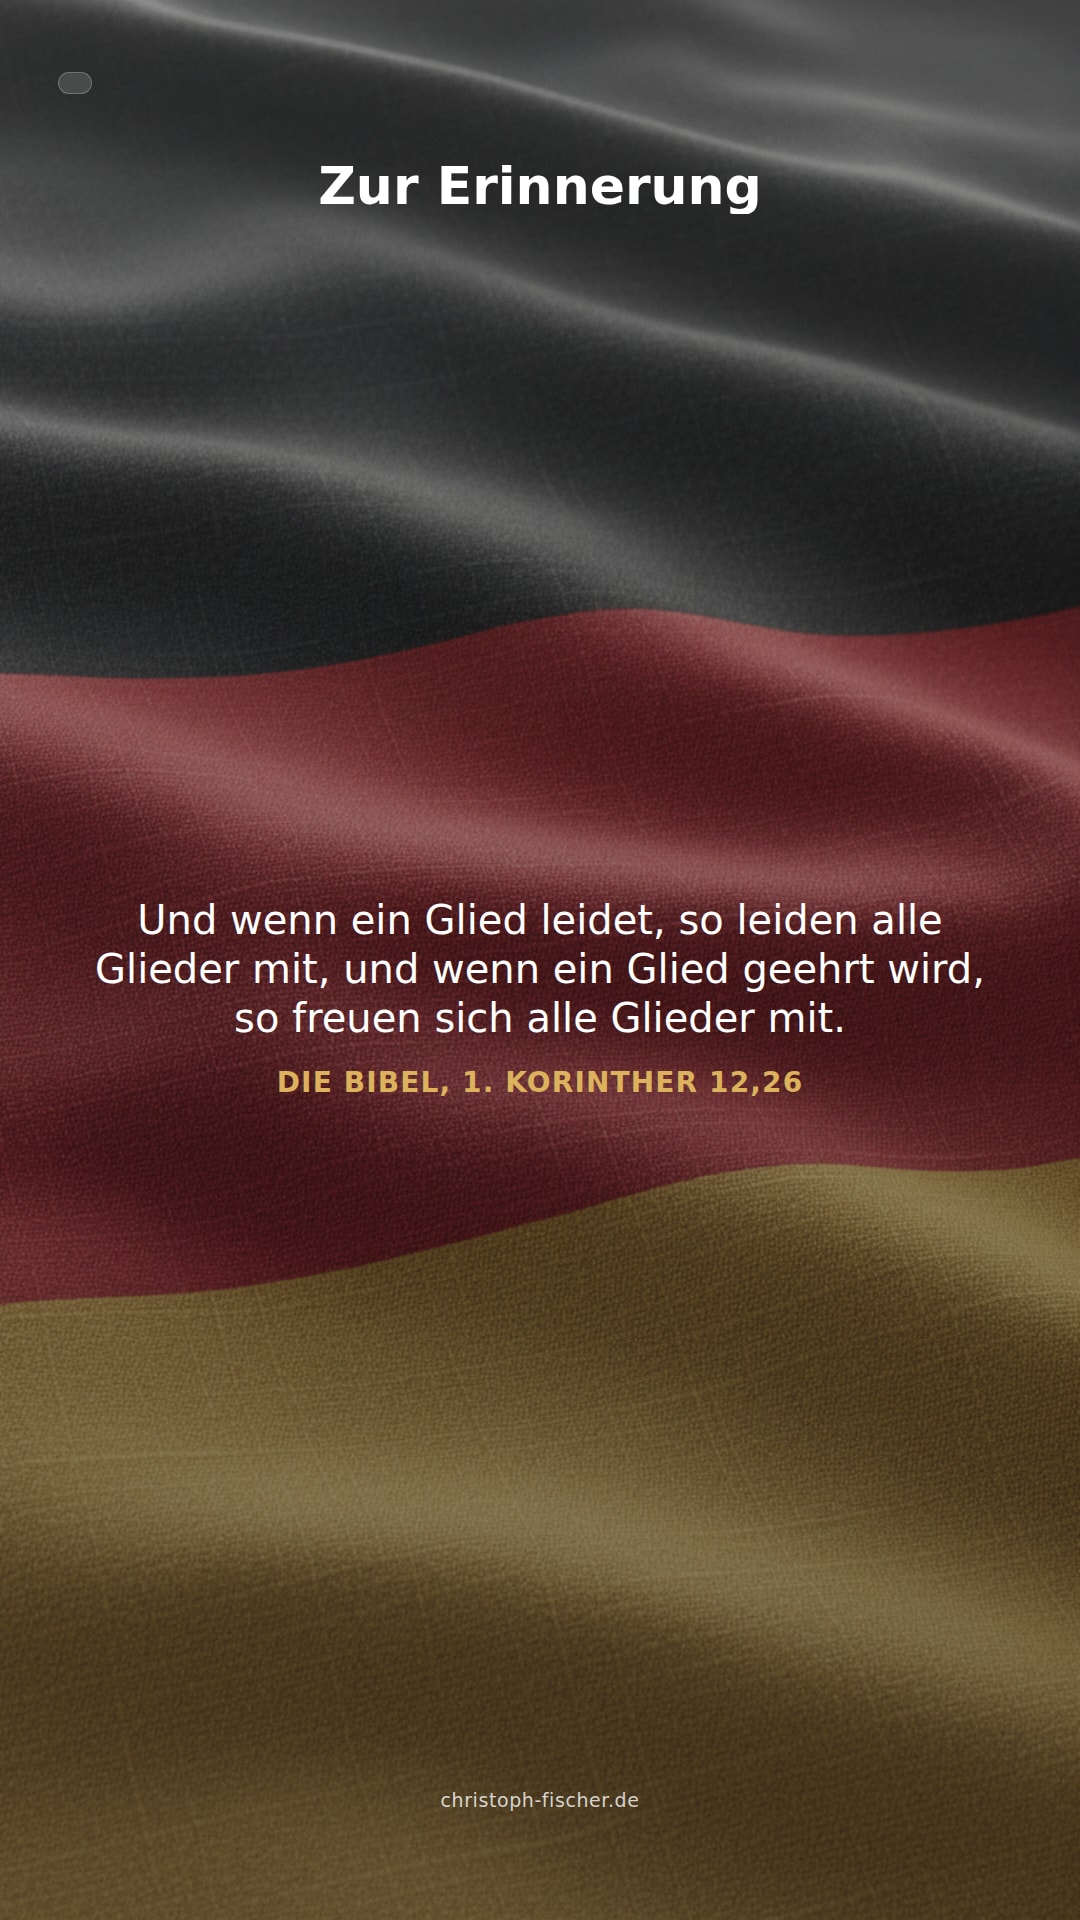 Zur Erinnerung
Und wenn ein Glied leidet, so leiden alle
Glieder mit, und wenn ein Glied geehrt wird,
so freuen sich alle Glieder mit.
DIE BIBEL, 1. KORINTHER 12,26
christoph-fischer.de